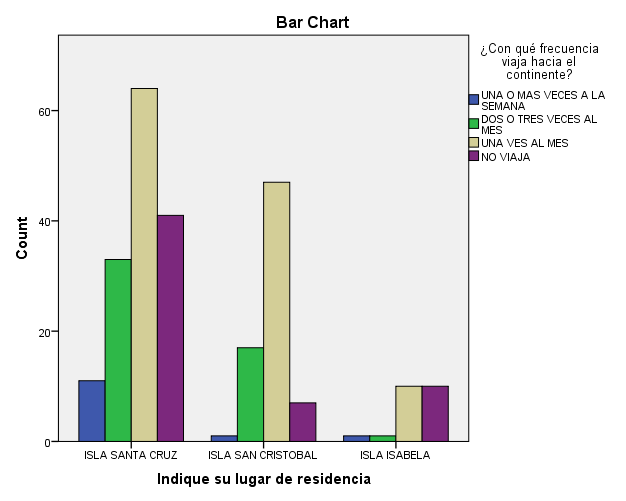 Bar Chart
¿Con qué frecuencia
viaja hacia el
continente?
UNA O MAS VECES A LA
SEMANA
DOS O TRES VECES AL
MES
UNA VES AL MES
NO VIAJA
Count
60
40
20
0
ISLA SANTA CRUZ
ISLA SAN CRISTOBAL
ISLA ISABELA
Indique su lugar de residencia